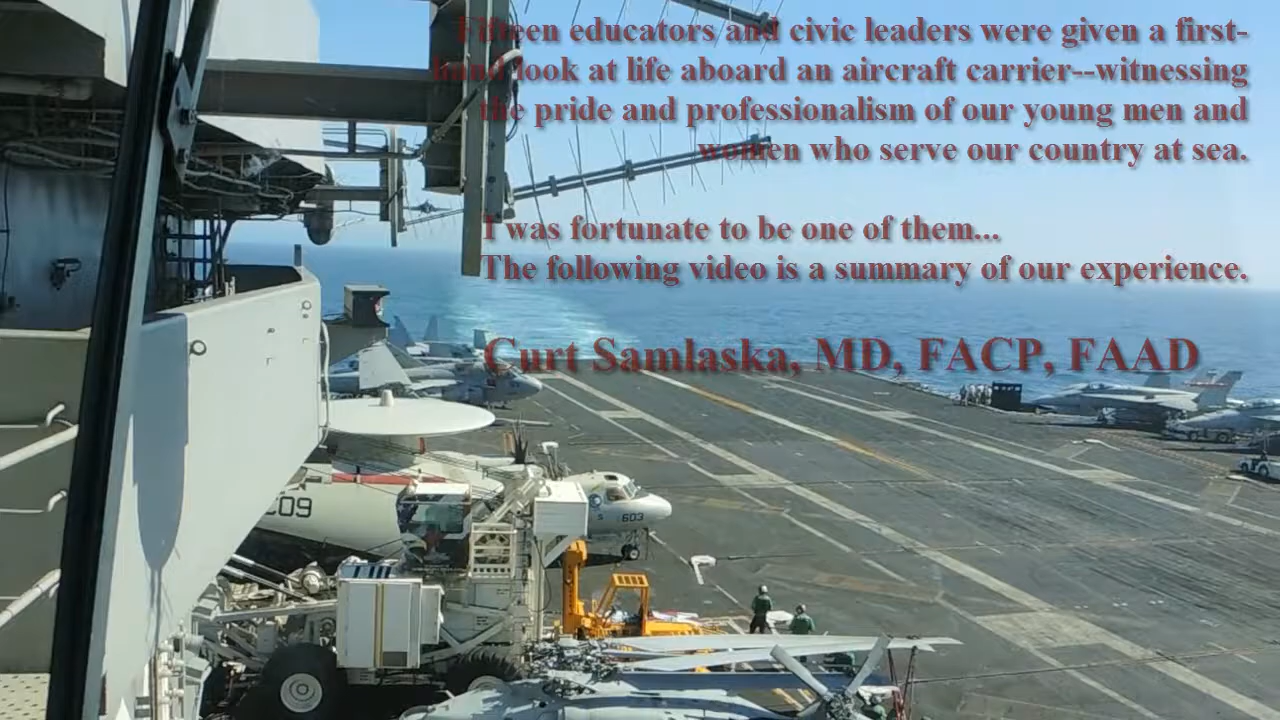 Fifteen educators and civic leaders were given a first-
hand look at life aboard an aircraft carrier--witnessing
the pride and professionalism of our young men and
women who serve our country at sea.
I was fortunate to be one of them...
The following video is a summary of our experience.
Curt Samlaska, MD, FACP, FAAD
C09
603